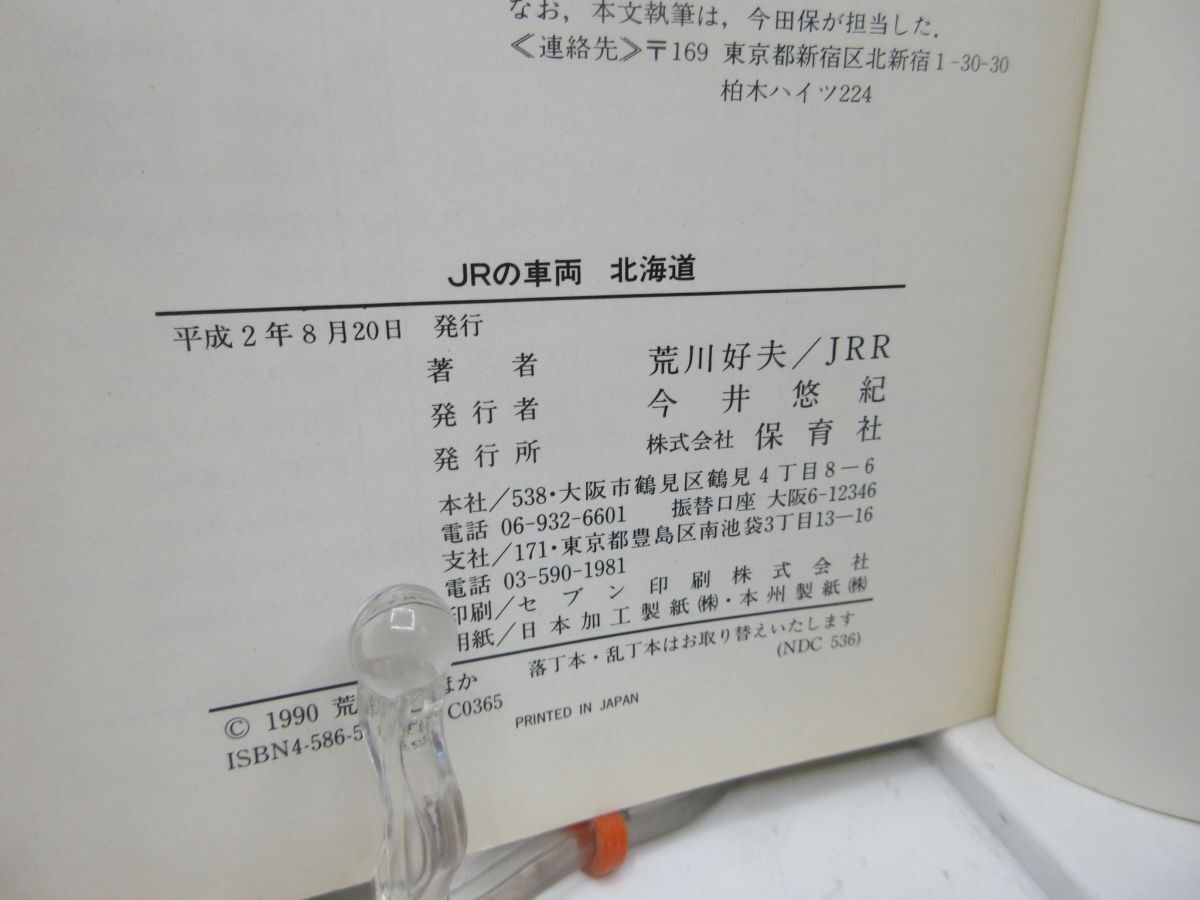 なお，本文執筆は，今田保が担当した．
≪連絡先≫〒169 東京都新宿区北新宿1-30-30
柏木ハイツ224
JRの車両 北海道
平成2年8月20日 発行
著者 荒川好夫／JRR
発行者 今井悠紀
発行所 株式会社 保育社
本社／538・大阪市鶴見区鶴見4丁目8－6
電話 06-932-6601 振替口座 大阪6-12346
支社／171・東京都豊島区南池袋3丁目13－16
電話 03-590-1981
印刷／セブン印刷株式会社
用紙／日本加工製紙㈱・本州製紙㈱
落丁本・乱丁本はお取り替えいたします
© 1990 荒 ほか (NDC 536)
ISBN4-586-5 C0365 PRINTED IN JAPAN